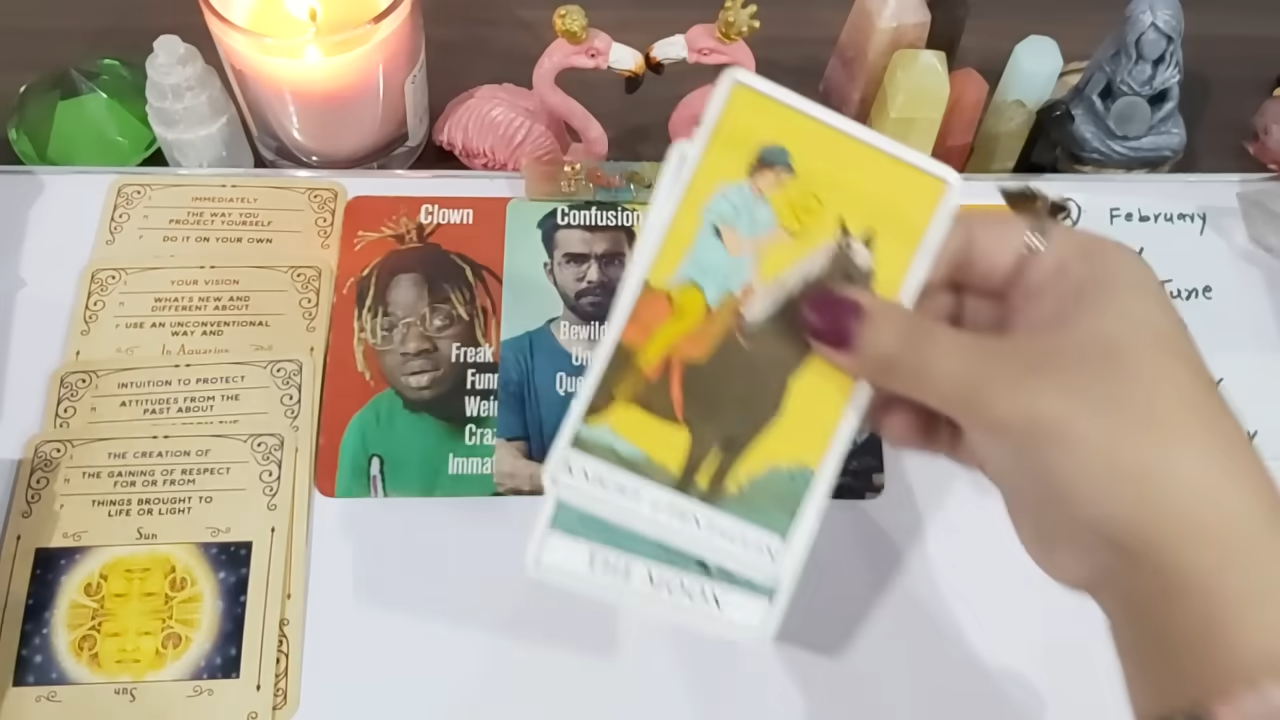 IMMEDIATELY
THE WAY YOU
PROJECT YOURSELF
DO IT ON YOUR OWN
YOUR VISION
WHAT'S NEW AND
DIFFERENT ABOUT
USE AN UNCONVENTIONAL
WAY AND
In Aquarius
INTUITION TO PROTECT
ATTITUDES FROM THE
PAST ABOUT
THE CREATION OF
THE GAINING OF RESPECT
FOR OR FROM
THINGS BROUGHT TO
LIFE OR LIGHT
Sun
Sun
Clown
Freak
Funn
Weir
Craz
Immat
Confusion
Bewild
Un
Que
February
June